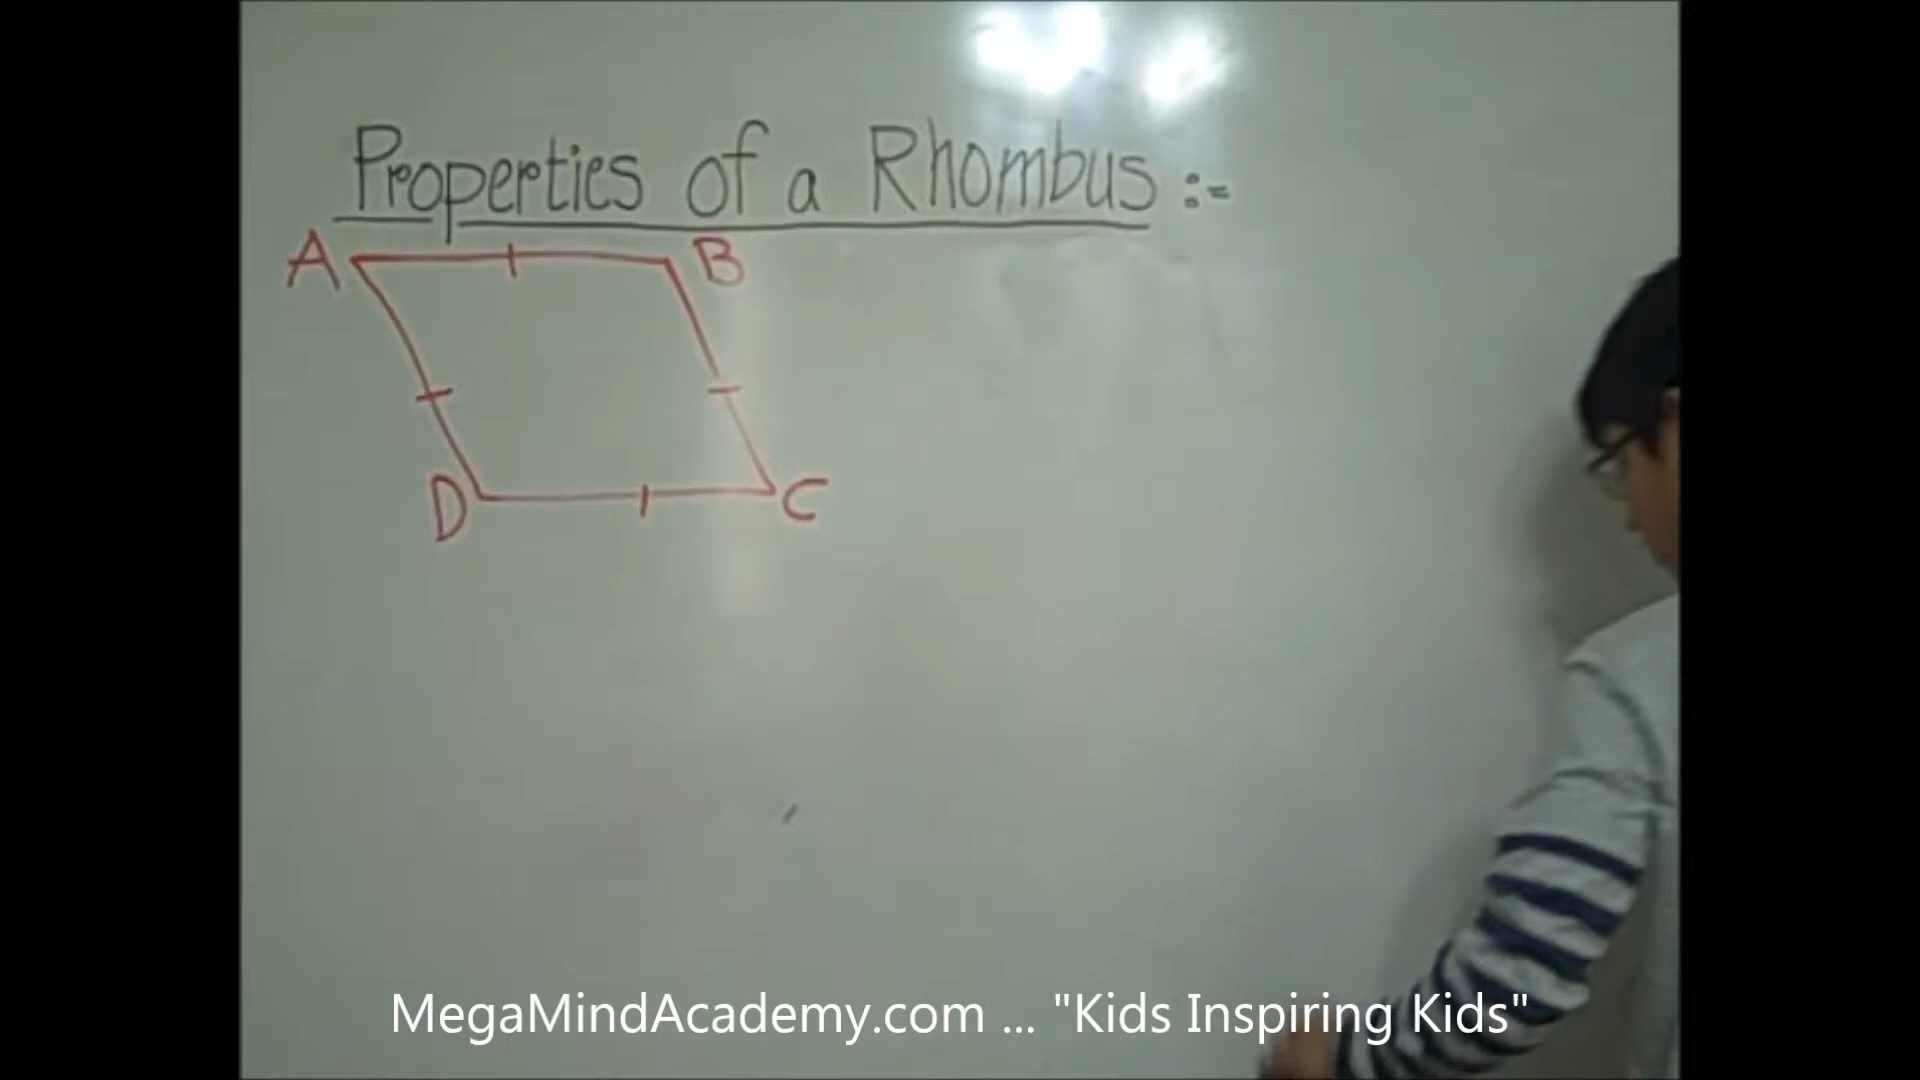 Properties of a Rhombus :-
A B
D C
MegaMindAcademy.com ... "Kids Inspiring Kids"